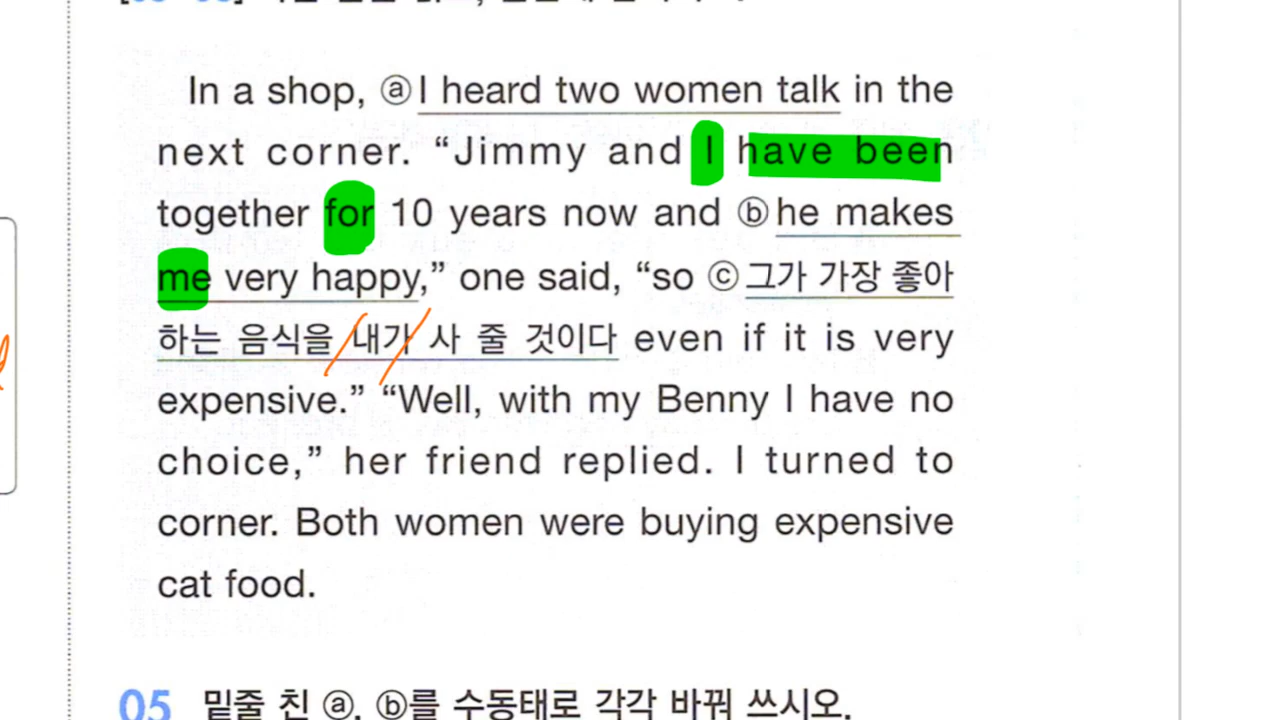 In a shop, ⓐI heard two women talk in the
next corner. “Jimmy and I have been
together for 10 years now and ⓑhe makes
me very happy,” one said, “so ⓒ그가 가장 좋아
하는 음식을 내가 사 줄 것이다 even if it is very
expensive.” “Well, with my Benny I have no
choice,” her friend replied. I turned to
corner. Both women were buying expensive
cat food.
05 밑줄 친 ⓐ, ⓑ를 수동태로 각각 바꿔 쓰시오.